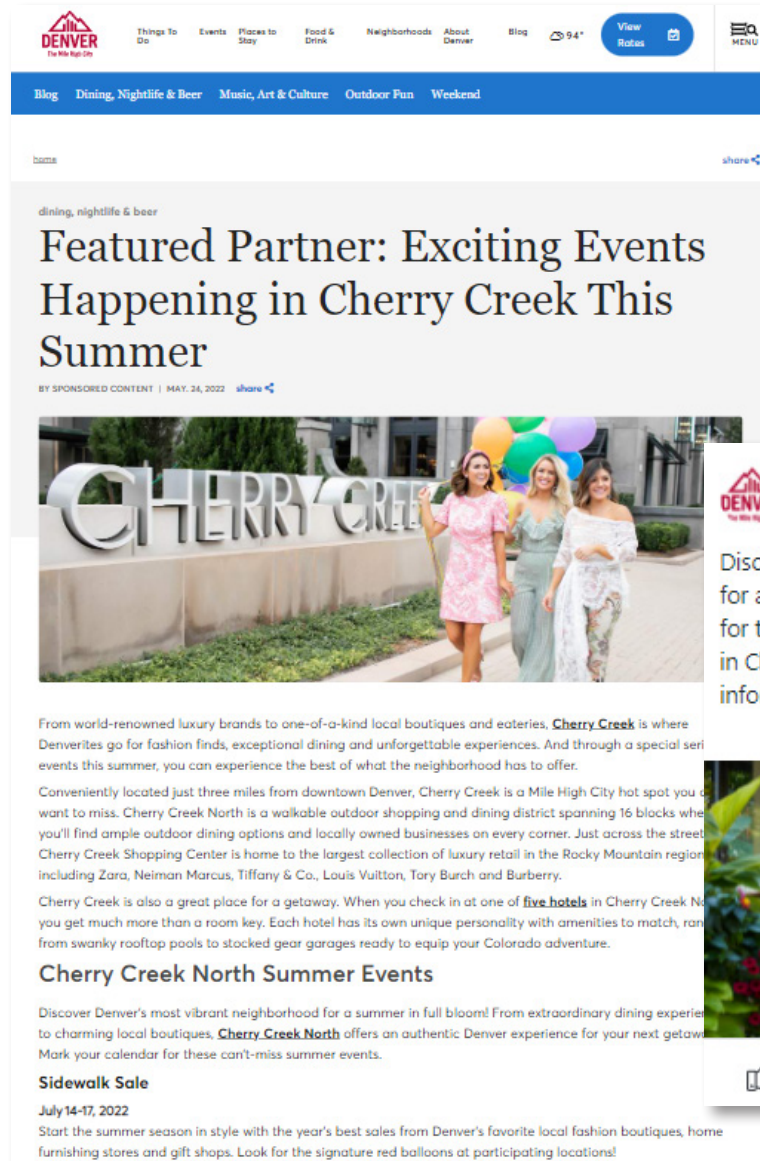 DENVER
The Mile High City
Things To Do
Events
Places to Stay
Food & Drink
Neighborhoods
About Denver
Blog
94°
View Rates
MENU
Blog Dining, Nightlife & Beer Music, Art & Culture Outdoor Fun Weekend
home
share
dining, nightlife & beer
Featured Partner: Exciting Events
Happening in Cherry Creek This
Summer
BY SPONSORED CONTENT | MAY. 24, 2022 share
CHERRY CREE
DENV
The Mile Hig
Disc
for a
for t
in C
info
From world-renowned luxury brands to one-of-a-kind local boutiques and eateries, Cherry Creek is where
Denverites go for fashion finds, exceptional dining and unforgettable experiences. And through a special seri
events this summer, you can experience the best of what the neighborhood has to offer.
Conveniently located just three miles from downtown Denver, Cherry Creek is a Mile High City hot spot you d
want to miss. Cherry Creek North is a walkable outdoor shopping and dining district spanning 16 blocks whe
you'll find ample outdoor dining options and locally owned businesses on every corner. Just across the street
Cherry Creek Shopping Center is home to the largest collection of luxury retail in the Rocky Mountain region
including Zara, Neiman Marcus, Tiffany & Co., Louis Vuitton, Tory Burch and Burberry.
Cherry Creek is also a great place for a getaway. When you check in at one of five hotels in Cherry Creek No
you get much more than a room key. Each hotel has its own unique personality with amenities to match, ran
from swanky rooftop pools to stocked gear garages ready to equip your Colorado adventure.
Cherry Creek North Summer Events
Discover Denver's most vibrant neighborhood for a summer in full bloom! From extraordinary dining experier
to charming local boutiques, Cherry Creek North offers an authentic Denver experience for your next getaw
Mark your calendar for these can't-miss summer events.
Sidewalk Sale
July 14-17, 2022
Start the summer season in style with the year's best sales from Denver's favorite local fashion boutiques, home
furnishing stores and gift shops. Look for the signature red balloons at participating locations!